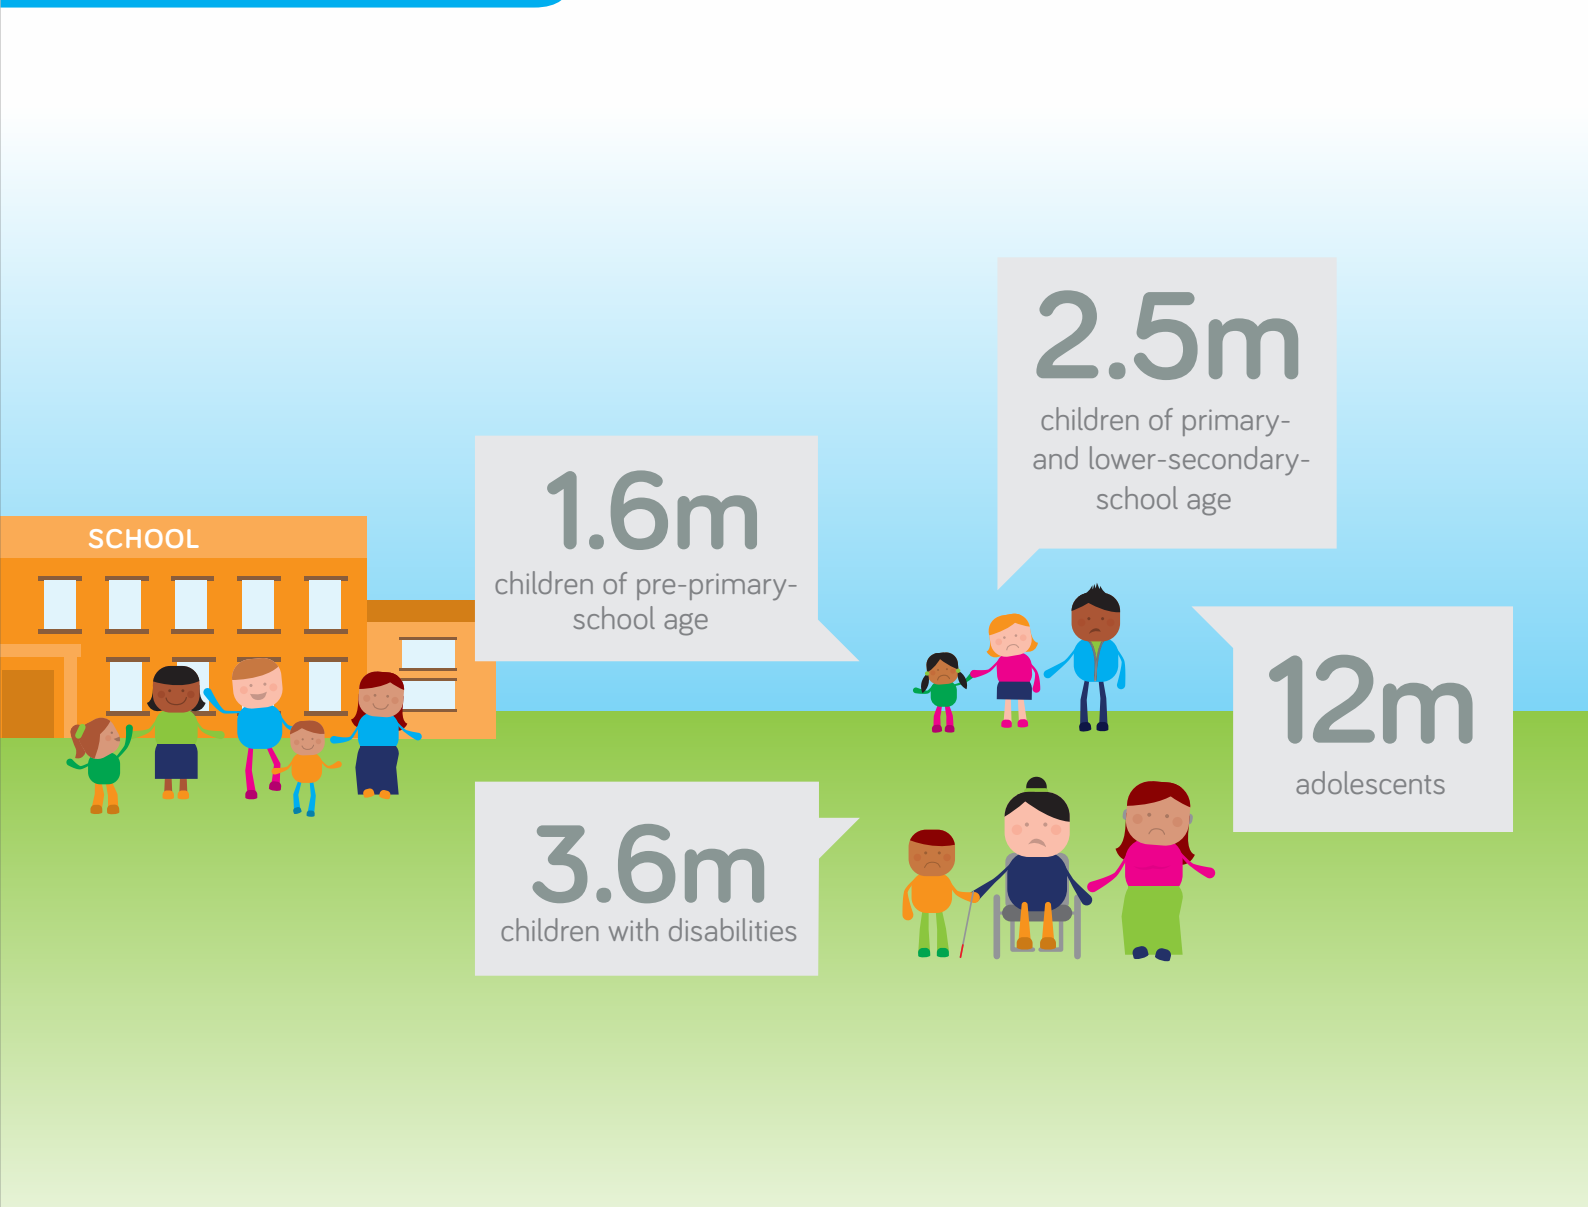 2.5m
children of primary-
and lower-secondary-
school age
1.6m
children of pre-primary-
school age
SCHOOL
12m
adolescents
3.6m
children with disabilities